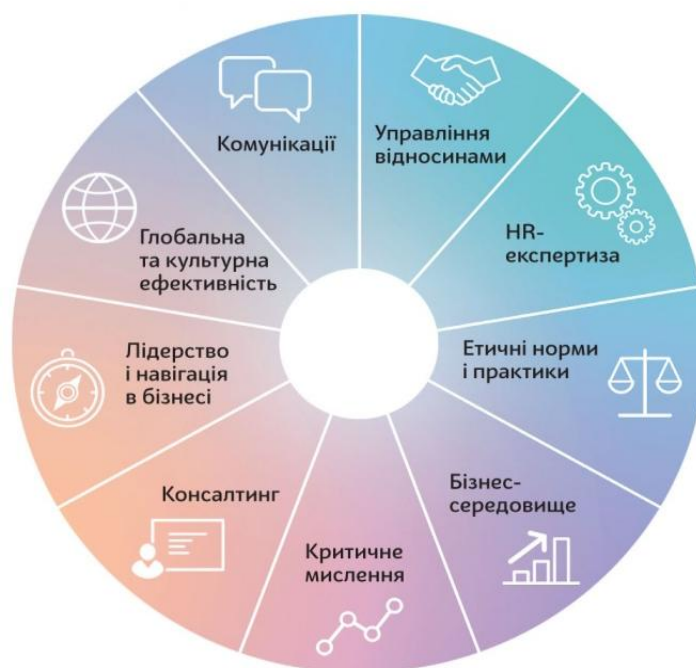 Комунікації
Управління
відносинами
HR-
експертиза
Етичні норми
і практики
Бізнес-
середовище
Критичне
мислення
Консалтинг
Лідерство
і навігація
в бізнесі
Глобальна
та культурна
ефективність